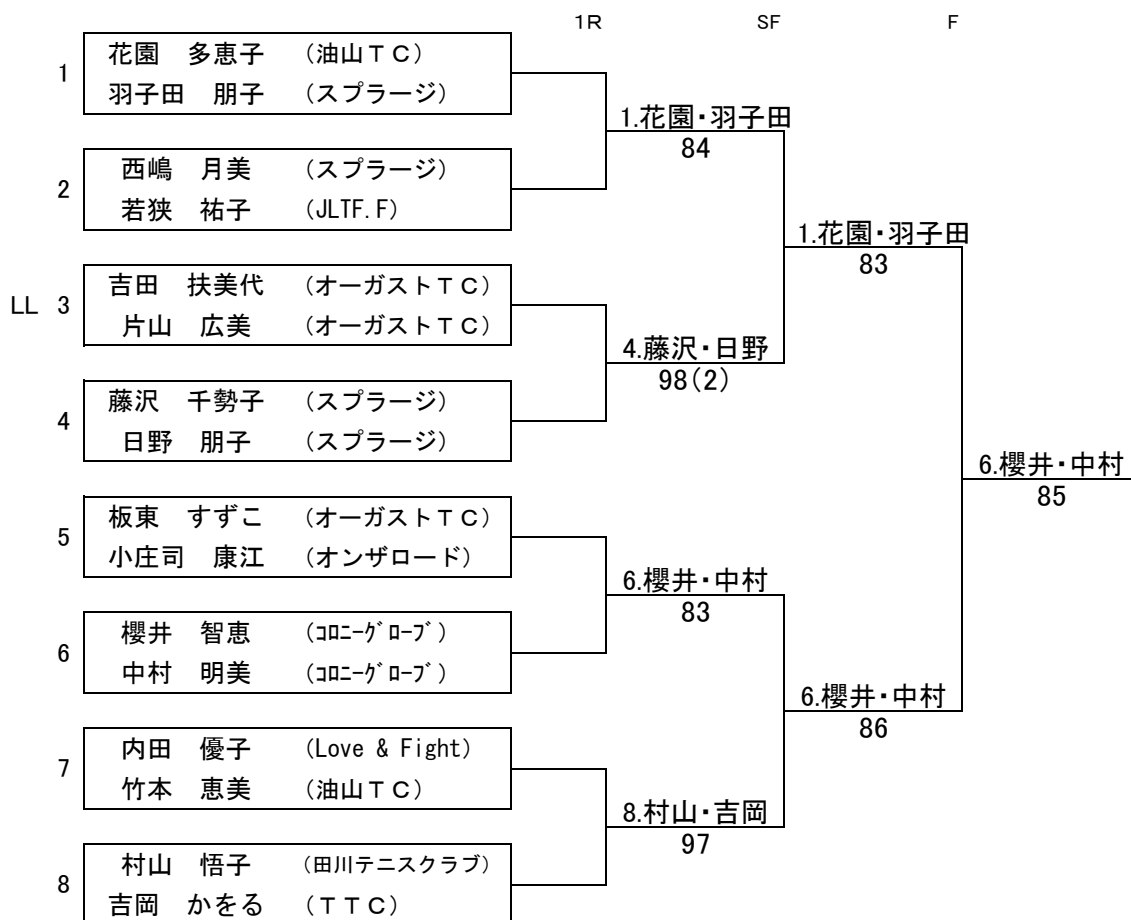 1R SF F
1 花園 多恵子 (油山TC)
羽子田 朋子 (スプラージ)
1.花園・羽子田
84
2 西嶋 月美 (スプラージ)
若狭 祐子 (JLTF.F)
1.花園・羽子田
83
LL 3 吉田 扶美代 (オーガストTC)
片山 広美 (オーガストTC)
4.藤沢・日野
98(2)
4 藤沢 千勢子 (スプラージ)
日野 朋子 (スプラージ)
6.櫻井・中村
85
5 板東 すずこ (オーガストTC)
小庄司 康江 (オンザロード)
6.櫻井・中村
83
6 櫻井 智恵 (コロニーグローブ)
中村 明美 (コロニーグローブ)
6.櫻井・中村
86
7 内田 優子 (Love & Fight)
竹本 恵美 (油山TC)
8.村山・吉岡
97
8 村山 悟子 (田川テニスクラブ)
吉岡 かをる (TTC)